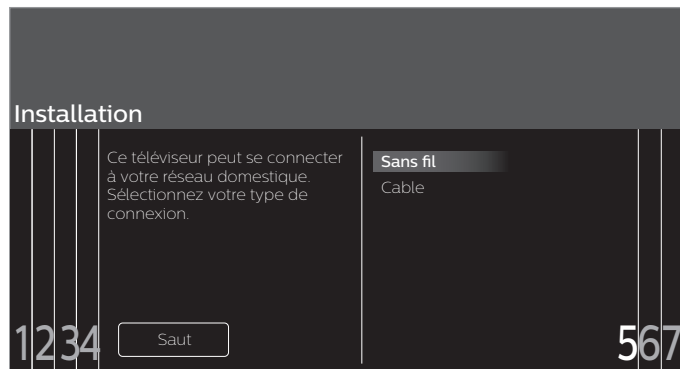 Installation
Ce téléviseur peut se connecter
à votre réseau domestique.
Sélectionnez votre type de
connexion.
Sans fil
Cable
Saut
1234
567